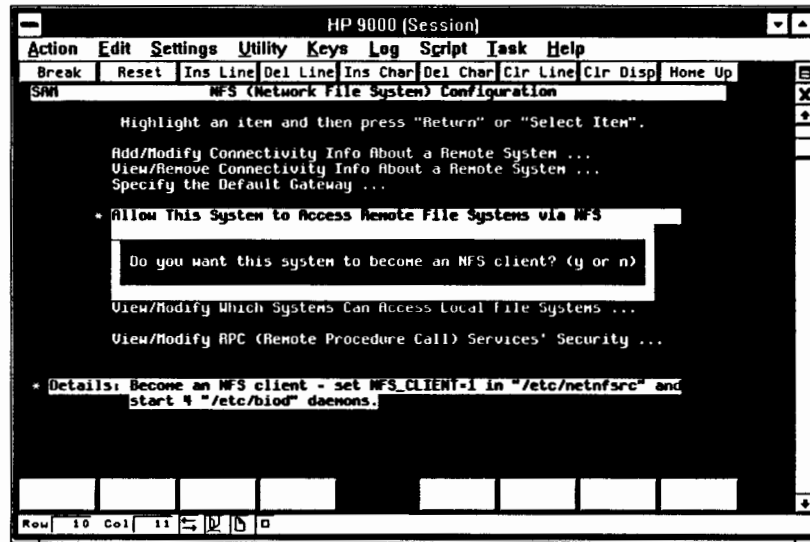 HP 9000 (Session)
Action Edit Settings Utility Keys Log Script Task Help
Break Reset Ins Line Del Line Ins Char Del Char Clr Line Clr Disp Home Up
SAM NFS (Network File System) Configuration
Highlight an item and then press "Return" or "Select Item".
Add/Modify Connectivity Info About a Remote System ...
View/Remove Connectivity Info About a Remote System ...
Specify the Default Gateway ...
* Allow This System to Access Remote File Systems via NFS
Do you want this system to become an NFS client? (y or n)
View/Modify Which Systems Can Access Local File Systems ...
View/Modify RPC (Remote Procedure Call) Services' Security ...
* Details: Become an NFS client - set NFS_CLIENT=1 in "/etc/netnfsrc" and
start 4 "/etc/biod" daemons.
Row 10 Col 11